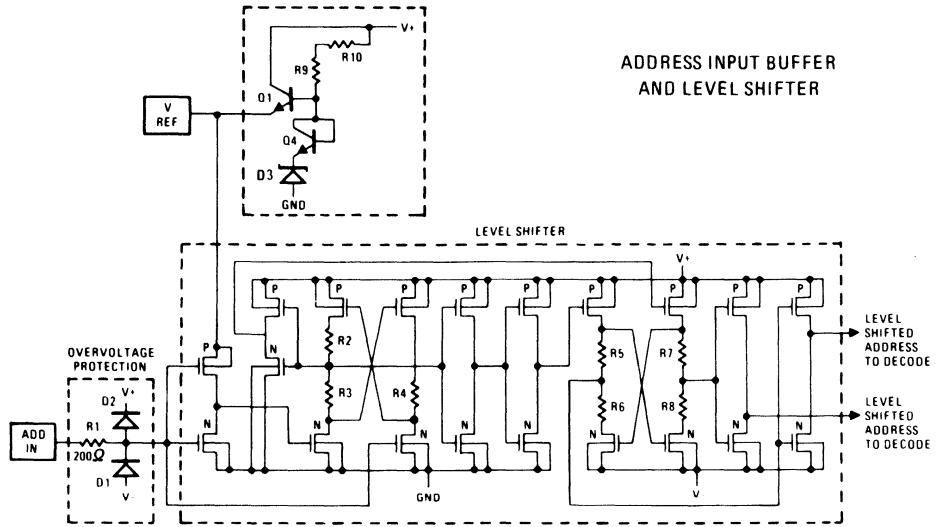 V+
R10
R9
ADDRESS INPUT BUFFER
AND LEVEL SHIFTER
Q1
V
REF
Q4
D3
GND
LEVEL SHIFTER
V+
P
P
P
P
P
P
P
P
P
P
LEVEL
SHIFTED
ADDRESS
TO DECODE
OVERVOLTAGE
PROTECTION
P
N
R2
R5
R7
V+
D2
R3
R4
R6
R8
LEVEL
SHIFTED
ADDRESS
TO DECODE
ADD
IN
R1
200Ω
N
N
N
N
N
N
N
N
N
D1
V-
GND
V-